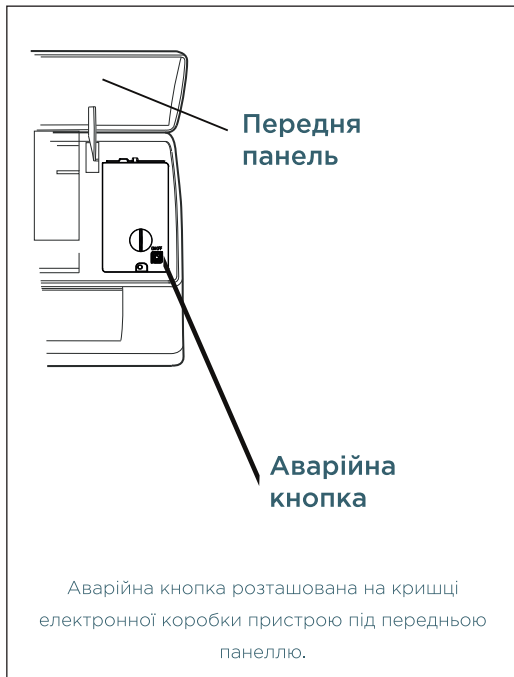 Передня
панель
Аварійна
кнопка
Аварійна кнопка розташована на кришці
електронної коробки пристрою під передньою
панеллю.